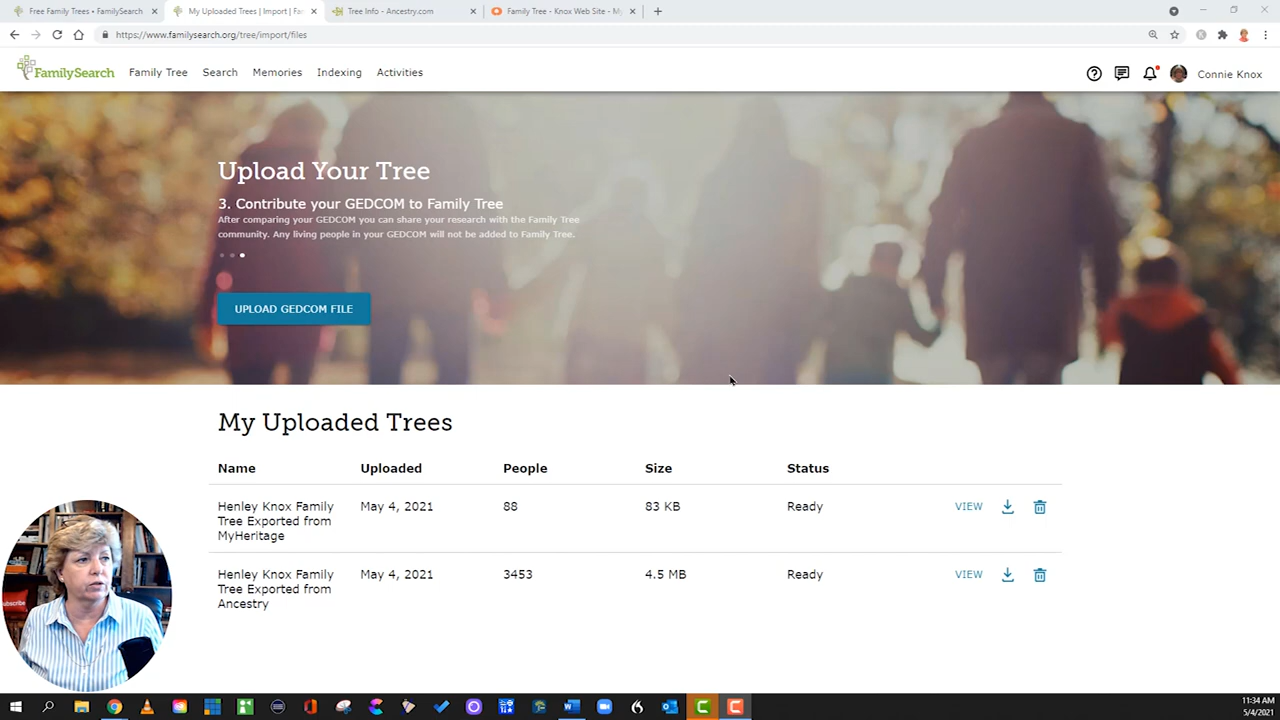 Free Family Trees • FamilySearch
My Uploaded Trees | Import | Fa
Tree Info - Ancestry.com
Family Tree - Knox Web Site - My
https://www.familysearch.org/tree/import/files
FamilySearch
Family Tree
Search
Memories
Indexing
Activities
Connie Knox
Upload Your Tree
3. Contribute your GEDCOM to Family Tree
After comparing your GEDCOM you can share your research with the Family Tree
community. Any living people in your GEDCOM will not be added to Family Tree.
UPLOAD GEDCOM FILE
My Uploaded Trees
Name Uploaded People Size Status
Henley Knox Family May 4, 2021 88 83 KB Ready VIEW
Tree Exported from
MyHeritage
Henley Knox Family May 4, 2021 3453 4.5 MB Ready VIEW
Tree Exported from
Ancestry
subscribe
11:34 AM
5/4/2021